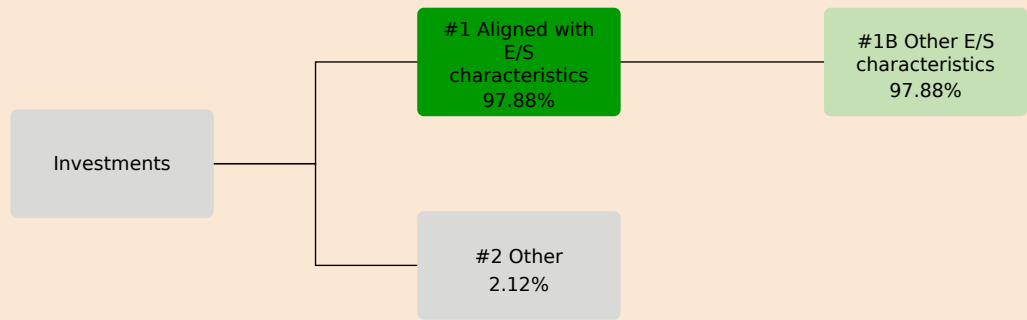 #1 Aligned with
E/S
characteristics
97.88%
#1B Other E/S
characteristics
97.88%
Investments
#2 Other
2.12%